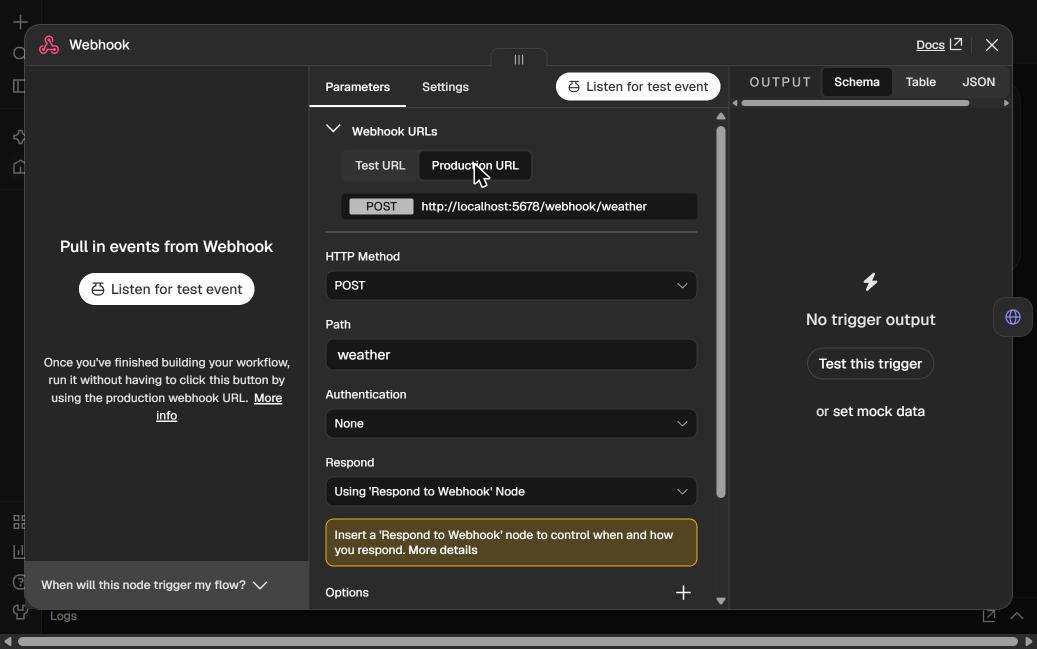 Webhook
Docs
Parameters
Settings
Listen for test event
OUTPUT
Schema
Table
JSON
Webhook URLs
Test URL
Production URL
POST
http://localhost:5678/webhook/weather
Pull in events from Webhook
Listen for test event
Once you've finished building your workflow,
run it without having to click this button by
using the production webhook URL. More
info
When will this node trigger my flow?
HTTP Method
POST
Path
weather
Authentication
None
Respond
Using 'Respond to Webhook' Node
Insert a 'Respond to Webhook' node to control when and how
you respond. More details
Options
No trigger output
Test this trigger
or set mock data
Logs